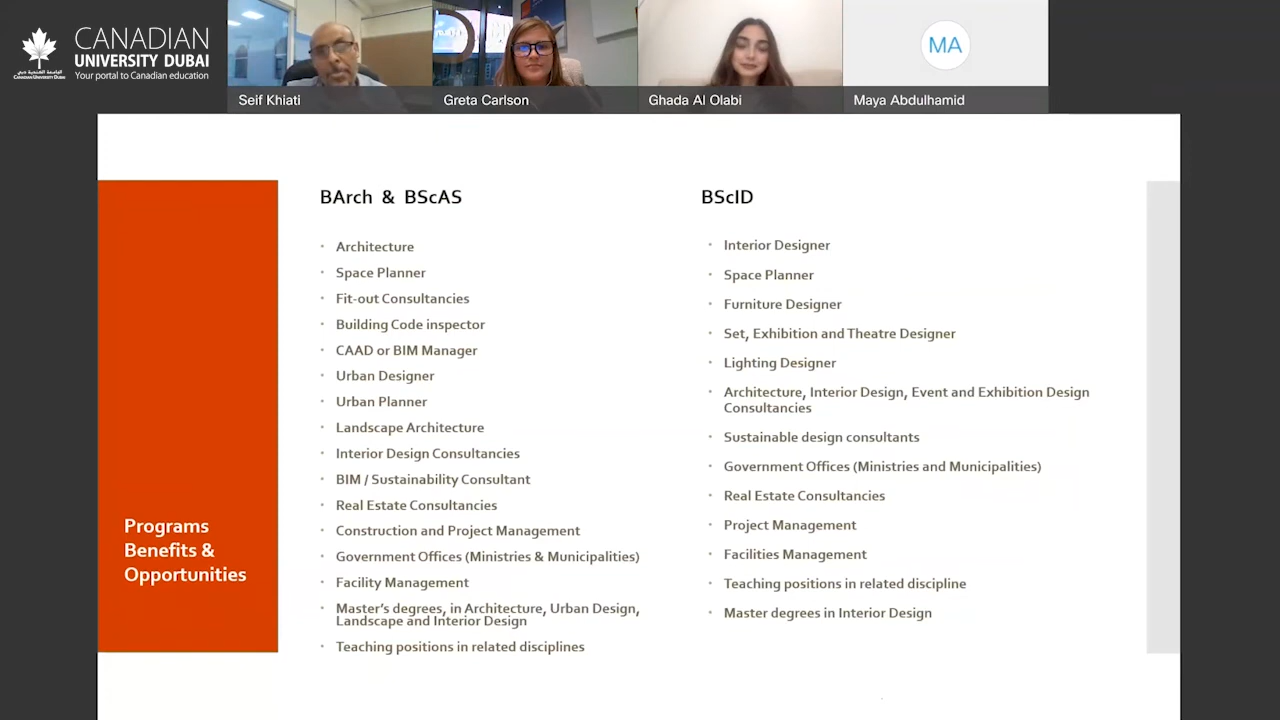 CANADIAN
UNIVERSITY DUBAI
Your portal to Canadian education
الجامعة الكندية دبي
CANADIAN UNIVERSITY DUBAI
MA
Seif Khiati
Greta Carlson
Ghada Al Olabi
Maya Abdulhamid
Programs
Benefits &
Opportunities
BArch & BScAS
Architecture
Space Planner
Fit-out Consultancies
Building Code inspector
CAAD or BIM Manager
Urban Designer
Urban Planner
Landscape Architecture
Interior Design Consultancies
BIM / Sustainability Consultant
Real Estate Consultancies
Construction and Project Management
Government Offices (Ministries & Municipalities)
Facility Management
Master's degrees, in Architecture, Urban Design,
Landscape and Interior Design
Teaching positions in related disciplines
BScID
Interior Designer
Space Planner
Furniture Designer
Set, Exhibition and Theatre Designer
Lighting Designer
Architecture, Interior Design, Event and Exhibition Design
Consultancies
Sustainable design consultants
Government Offices (Ministries and Municipalities)
Real Estate Consultancies
Project Management
Facilities Management
Teaching positions in related discipline
Master degrees in Interior Design